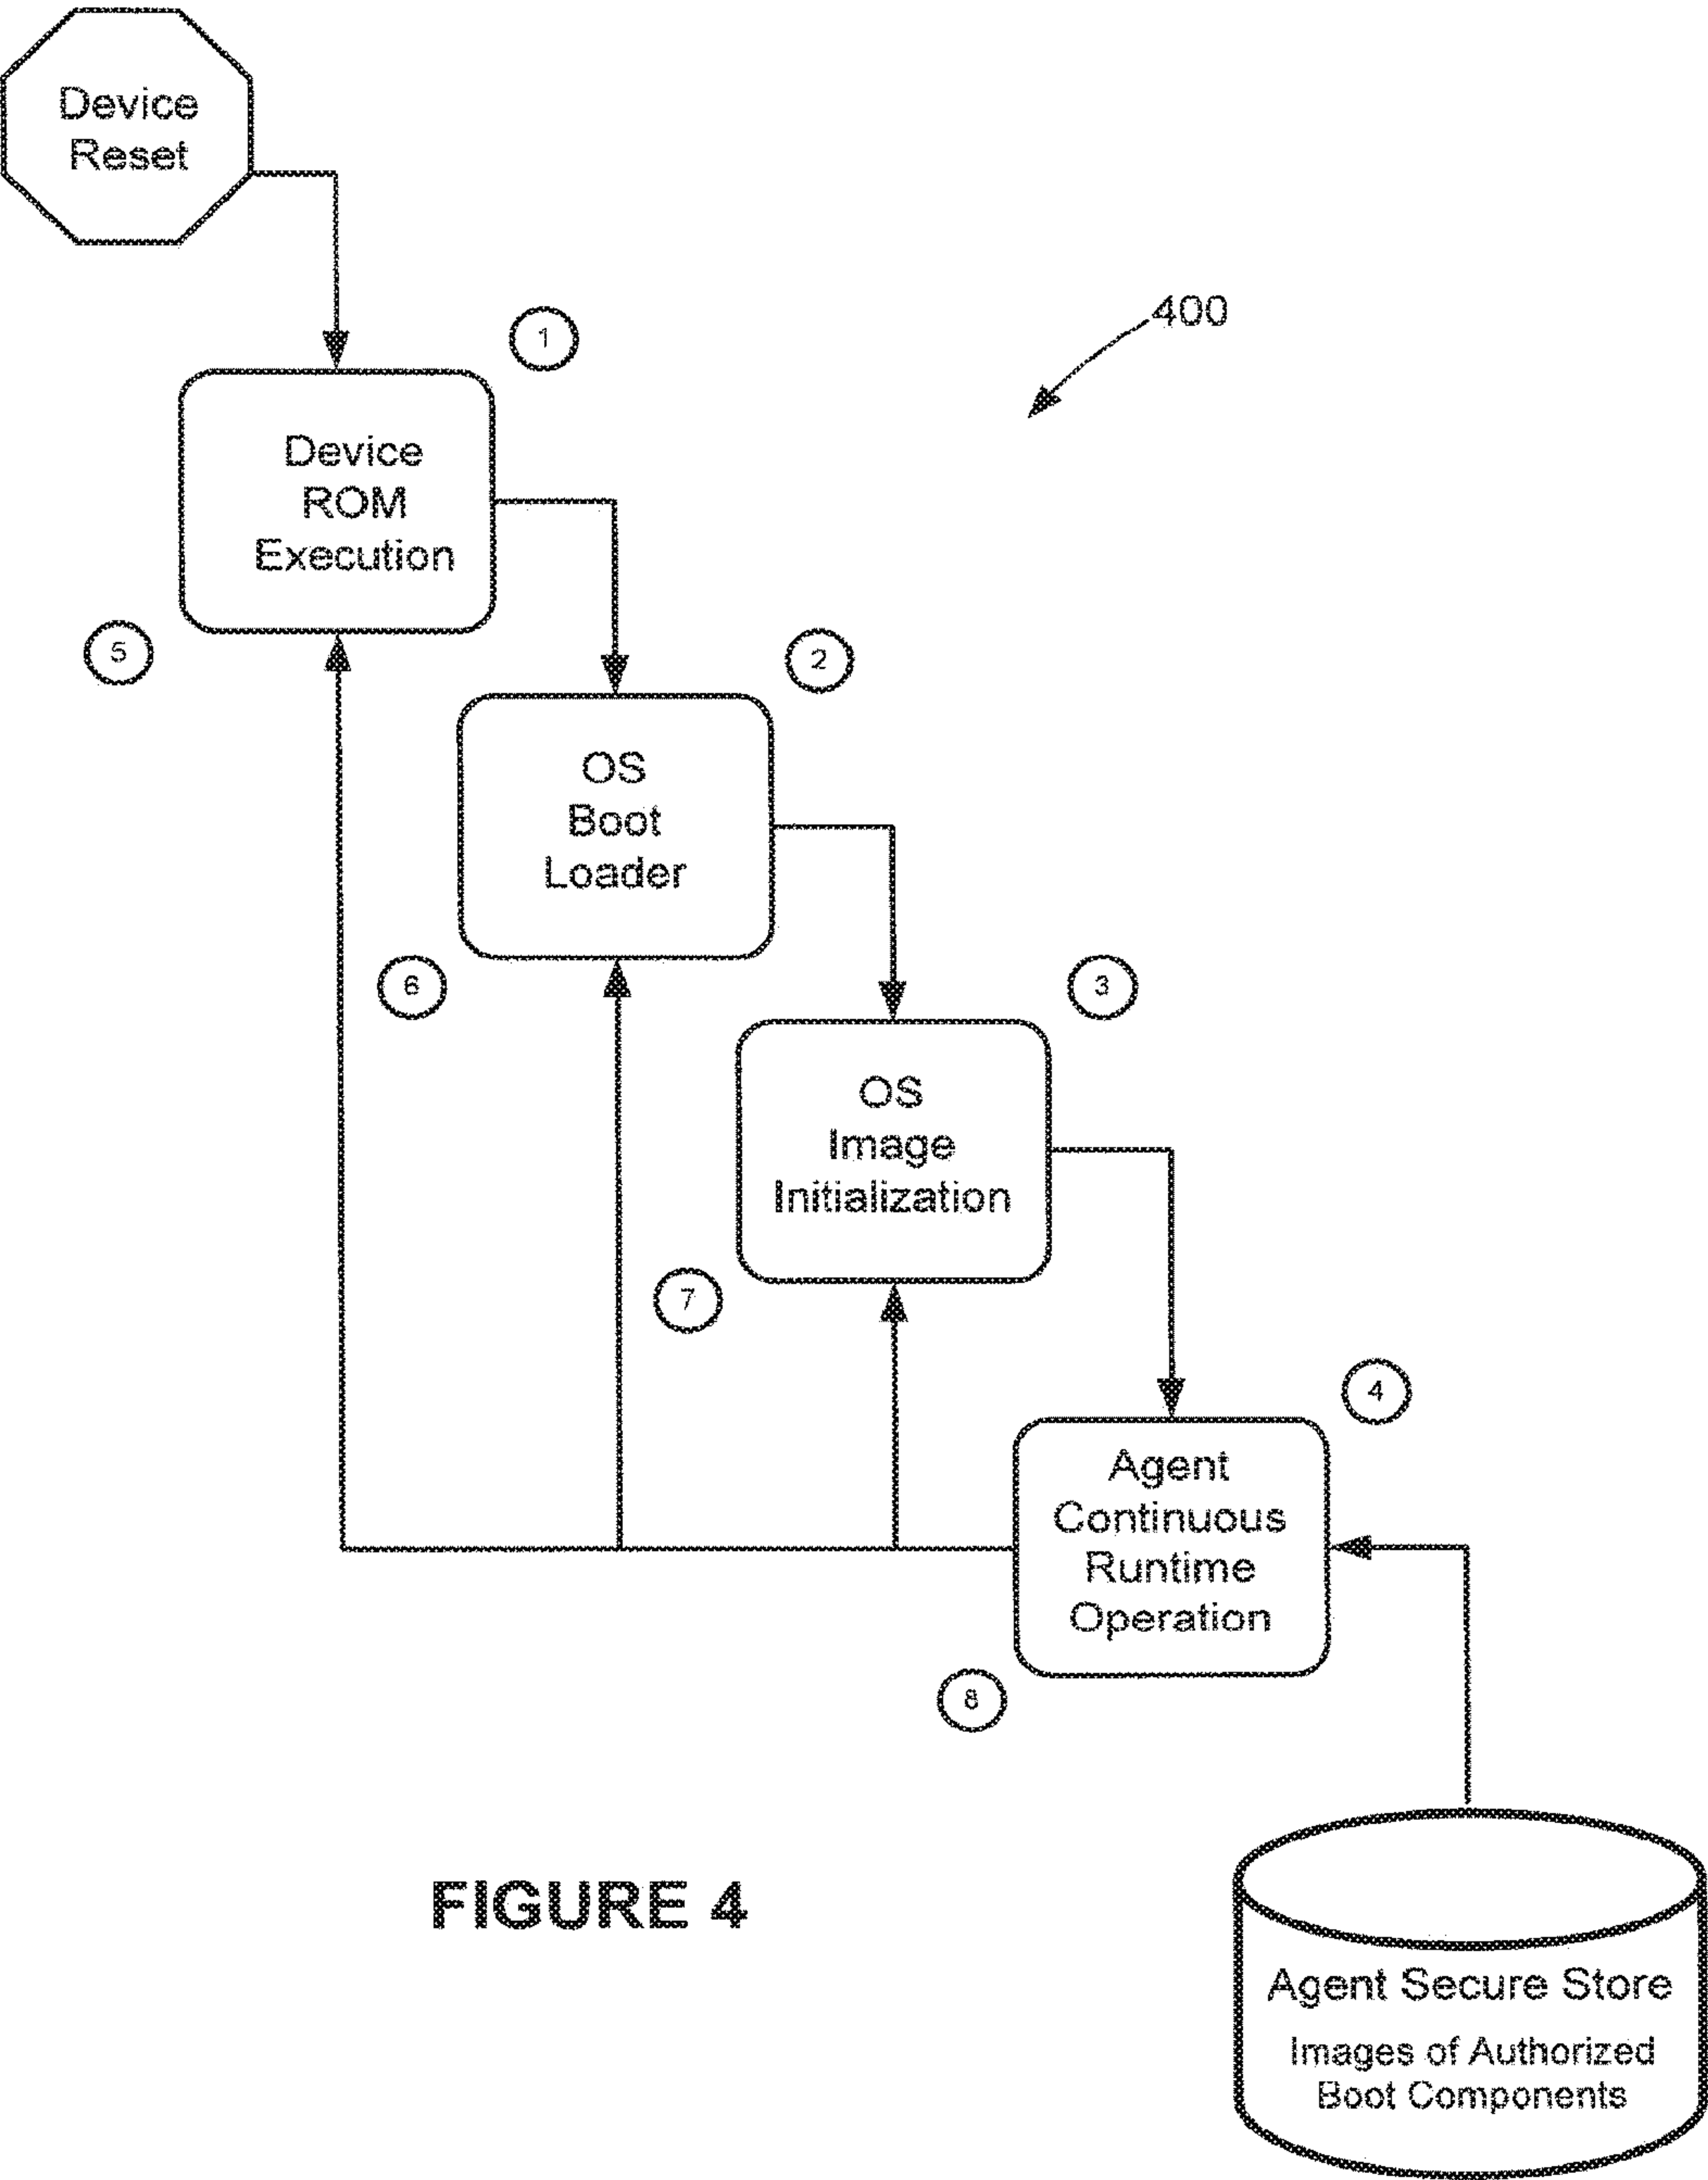 Device
Reset
400
1
Device
ROM
Execution
5
2
OS
Boot
Loader
6
3
OS
Image
Initialization
7
4
Agent
Continuous
Runtime
Operation
8
FIGURE 4
Agent Secure Store
Images of Authorized
Boot Components